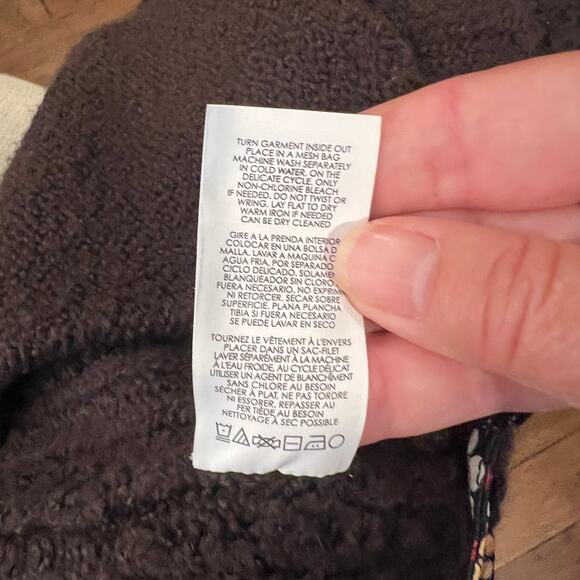 TURN GARMENT INSIDE OUT
PLACE IN A MESH BAG
MACHINE WASH SEPARATELY
IN COLD WATER, ON THE
DELICATE CYCLE. ONLY
NON-CHLORINE BLEACH
IF NEEDED. DO NOT TWIST OR
WRING. LAY FLAT TO DRY
WARM IRON IF NEEDED
CAN BE DRY CLEANED
GIRE A LA PRENDA INTERIOR
COLOCAR EN UNA BOLSA D
MALLA. LAVAR A MAQUINA C
AGUA FRIA, POR SEPARADO
CICLO DELICADO. SOLAMEN
BLANQUEADOR SIN CLORO
FUERA NECESARIO. NO EXPRIM
NI RETORCER. SECAR SOBRE
SUPERFICIE. PLANA PLANCHA
TIBIA SI FUERA NECESARIO
SE PUEDE LAVAR EN SECO
TOURNEZ LE VÊTEMENT À L'ENVERS
PLACER DANS UN SAC-FILET
LAVER SÉPARÉMENT À LA MACHINE
À L'EAU FROIDE, AU CYCLE DÉLICAT
UTILISER UN AGENT DE BLANCHIMENT
SANS CHLORE AU BESOIN
SÉCHER À PLAT, NE PAS TORDRE
NI ESSORER. REPASSER AU
FER TIÈDE AU BESOIN
NETTOYAGE À SEC POSSIBLE